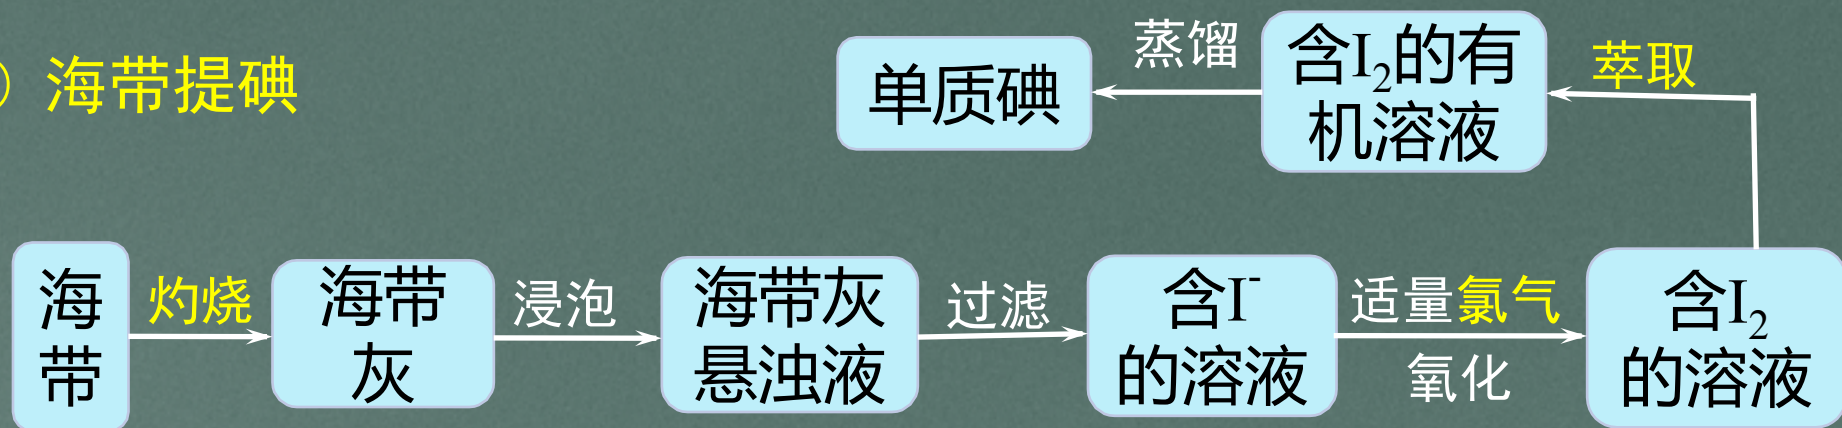 ) 海带提碘
单质碘
蒸馏
含I₂的有
机溶液
萃取
海
带
灼烧
海带
灰
浸泡
海带灰
悬浊液
过滤
含I⁻
的溶液
适量氯气
氧化
含I₂
的溶液